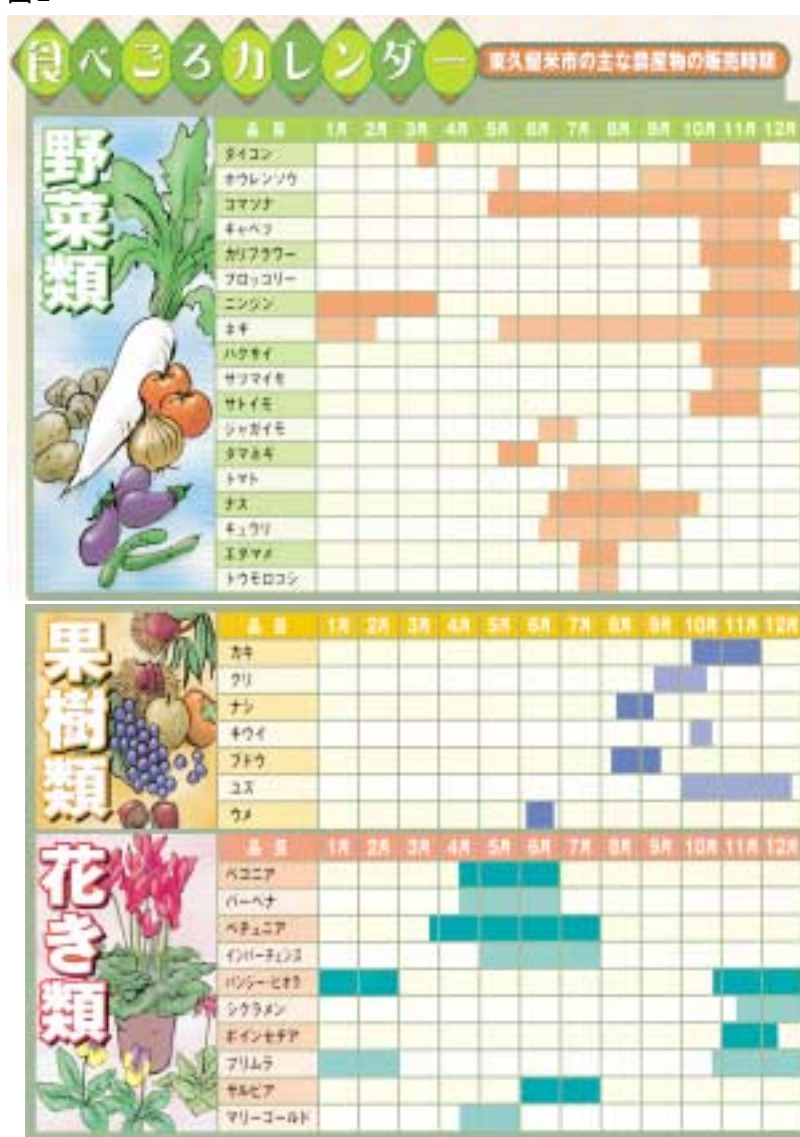 食べごろカレンダー
東久留米市の主な農産物の販売時期
野菜類
品目 1月 2月 3月 4月 5月 6月 7月 8月 9月 10月 11月 12月
ダイコン
ホウレンソウ
コマツナ
キャベツ
カリフラワー
ブロッコリー
ニンジン
ネギ
ハクサイ
サツマイモ
サトイモ
ジャガイモ
タマネギ
トマト
ナス
キュウリ
エダマメ
トウモロコシ
果樹類
品目 1月 2月 3月 4月 5月 6月 7月 8月 9月 10月 11月 12月
カキ
クリ
ナシ
キウイ
ブドウ
ユズ
ウメ
花き類
品目 1月 2月 3月 4月 5月 6月 7月 8月 9月 10月 11月 12月
ベゴニア
バーベナ
ペチュニア
インパーチェンス
パンジー・ビオラ
シクラメン
ポインセチア
プリムラ
サルビア
マリーゴールド